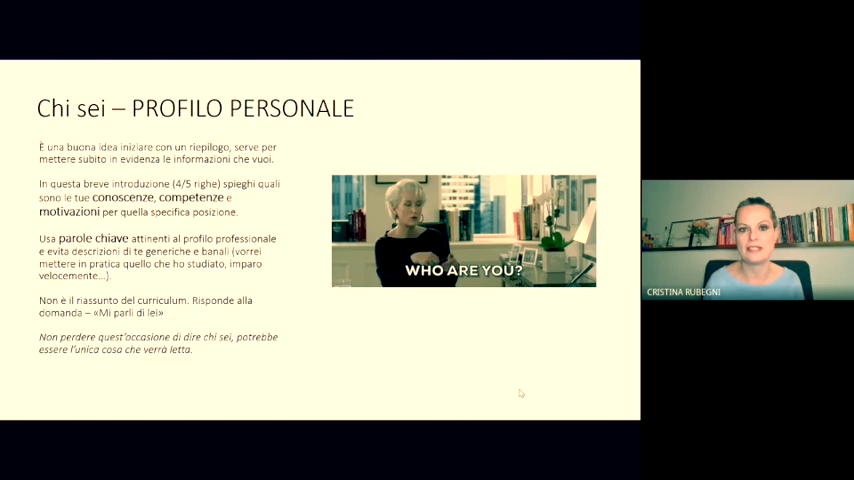 Chi sei – PROFILO PERSONALE
È una buona idea iniziare con un riepilogo, serve per
mettere subito in evidenza le informazioni che vuoi.
In questa breve introduzione (4/5 righe) spieghi quali
sono le tue conoscenze, competenze e
motivazioni per quella specifica posizione.
Usa parole chiave attinenti al profilo professionale
e evita descrizioni di te generiche e banali (vorrei
mettere in pratica quello che ho studiato, imparo
velocemente...).
Non è il riassunto del curriculum. Risponde alla
domanda – «Mi parli di lei»
Non perdere quest'occasione di dire chi sei, potrebbe
essere l'unica cosa che verrà letta.
WHO ARE YOU?
CRISTINA RUBEGNI